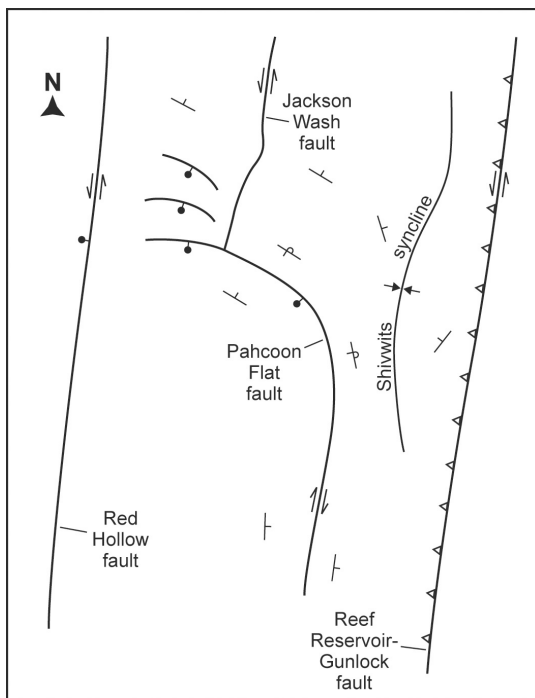 N
Jackson
Wash
fault
syncline
Shivwits
Pahcoon
Flat
fault
Red
Hollow
fault
Reef
Reservoir-
Gunlock
fault